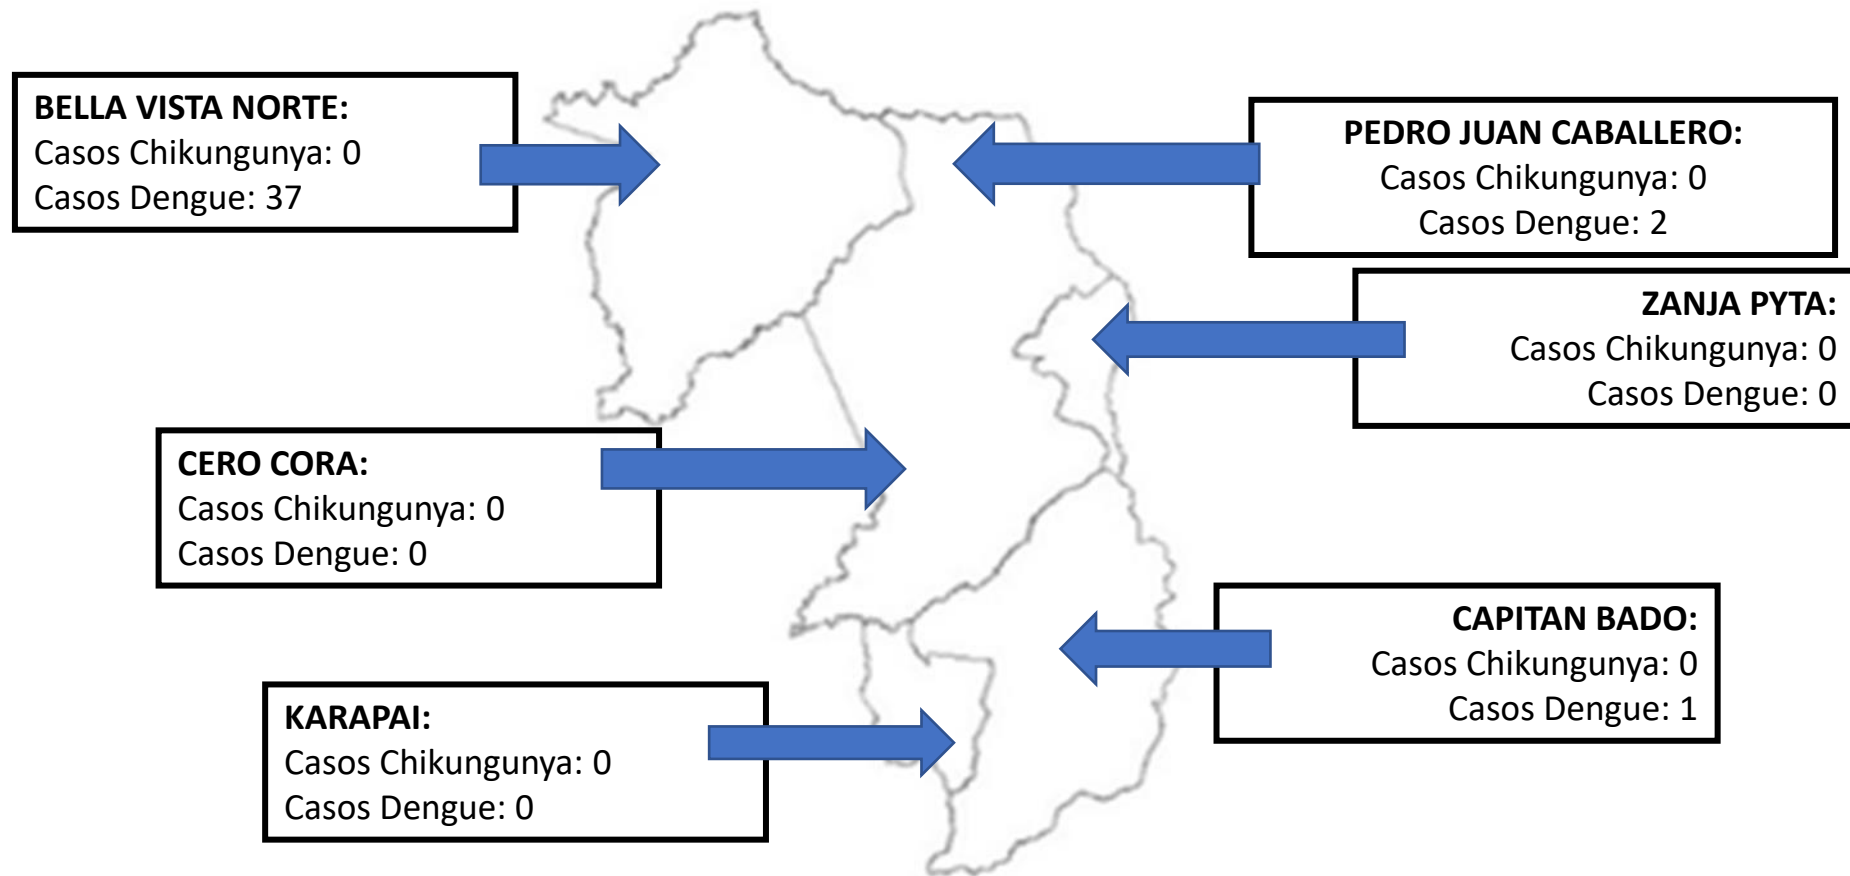 BELLA VISTA NORTE:
Casos Chikungunya: 0
Casos Dengue: 37
PEDRO JUAN CABALLERO:
Casos Chikungunya: 0
Casos Dengue: 2
ZANJA PYTA:
Casos Chikungunya: 0
Casos Dengue: 0
CERO CORA:
Casos Chikungunya: 0
Casos Dengue: 0
CAPITAN BADO:
Casos Chikungunya: 0
Casos Dengue: 1
KARAPAI:
Casos Chikungunya: 0
Casos Dengue: 0